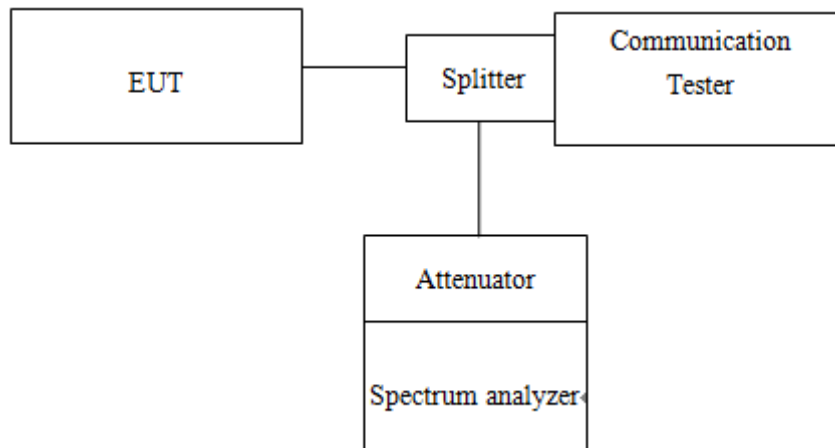 EUT
Splitter
Communication
Tester
Attenuator
Spectrum analyzer